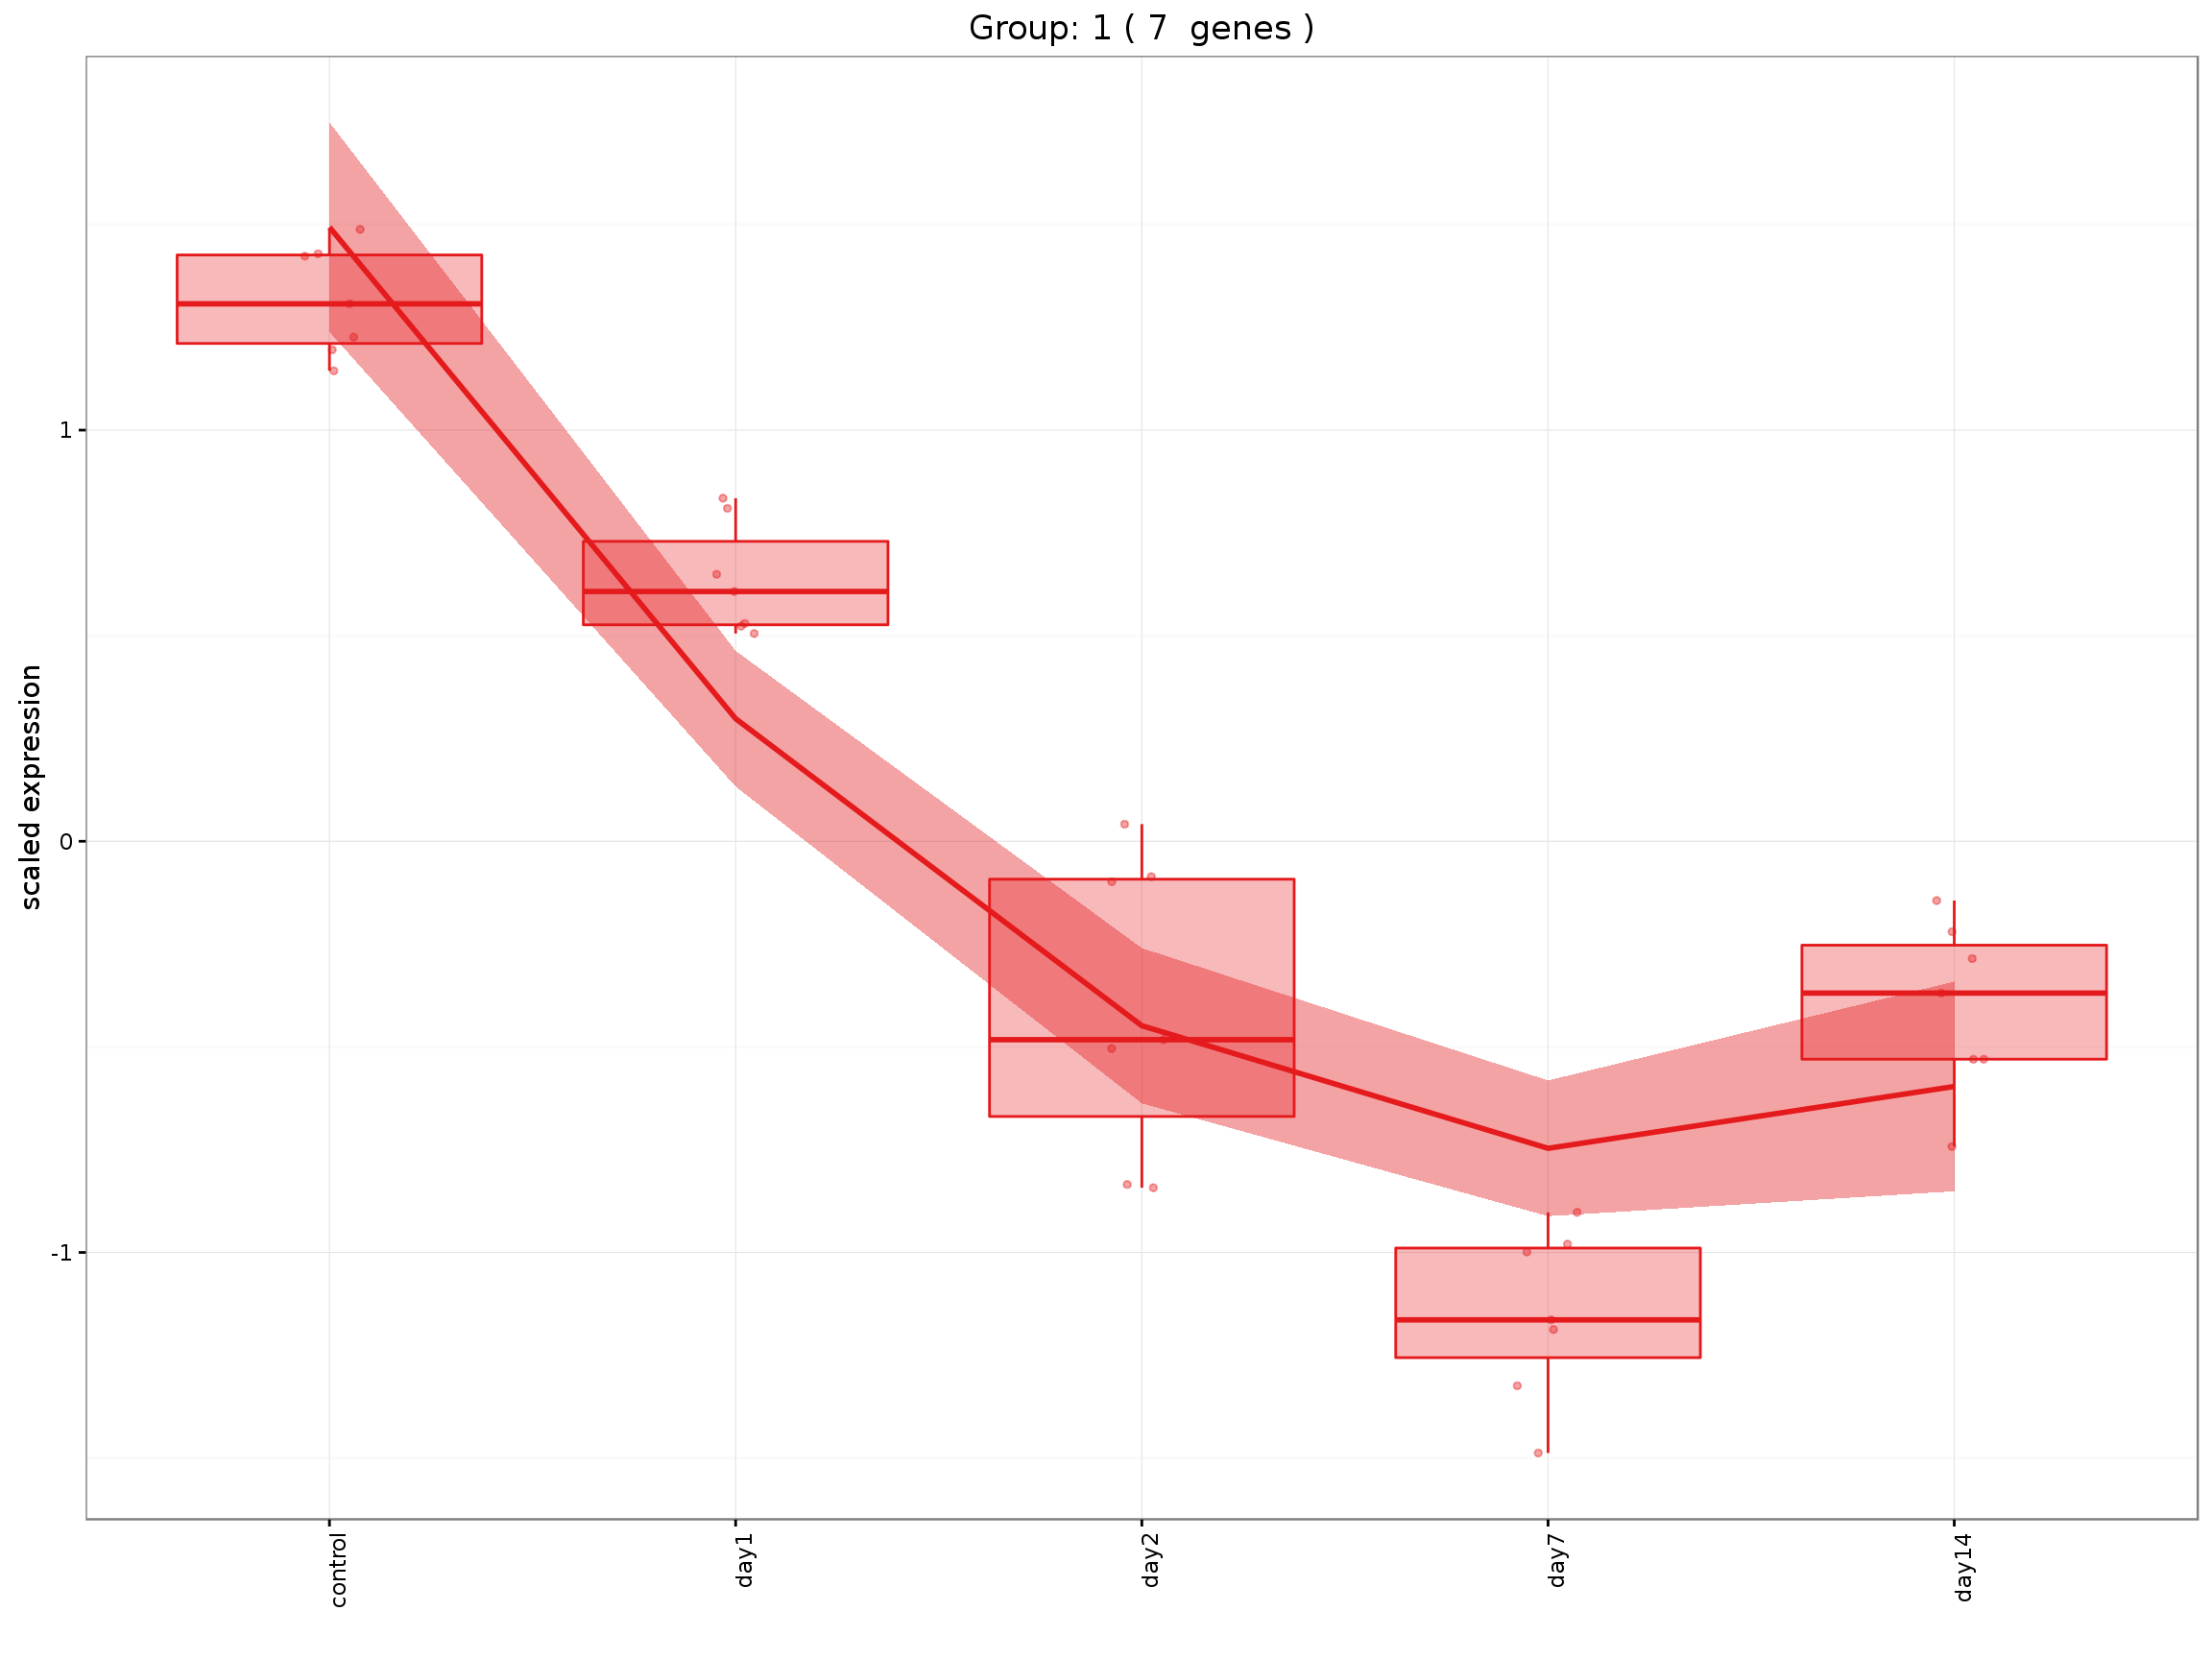 Group: 1 ( 7  genes )
scaled expression
1
0
-1
control
day1
day2
day7
day14